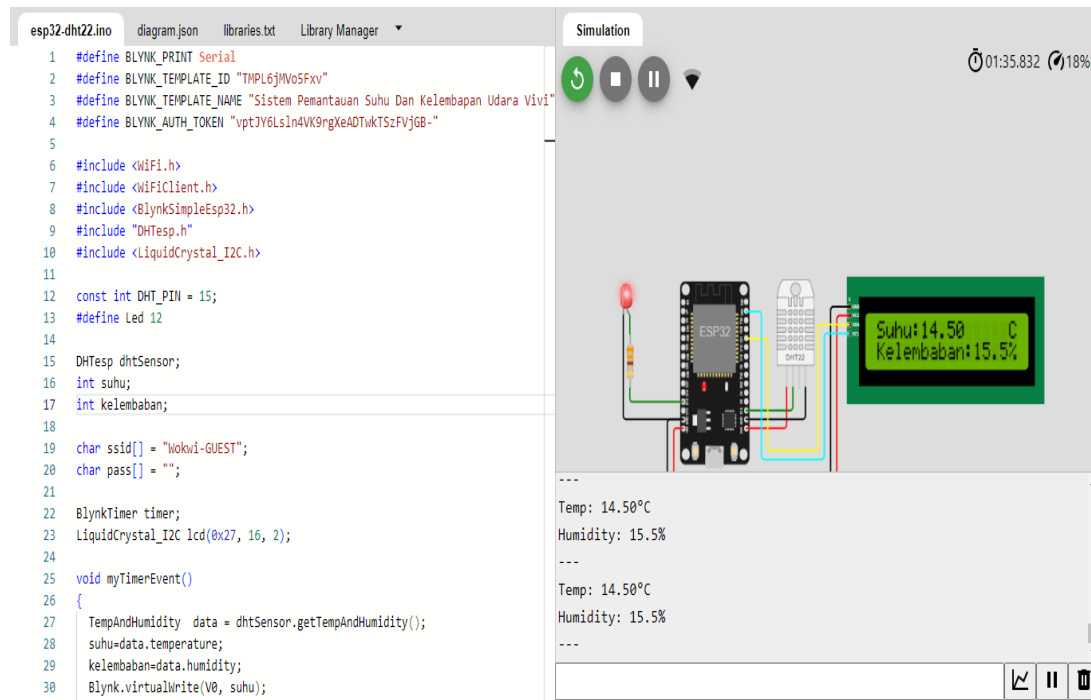 esp32-dht22.ino diagram.json libraries.txt Library Manager
1 #define BLYNK_PRINT Serial
2 #define BLYNK_TEMPLATE_ID "TMPL6jMVo5Fxv"
3 #define BLYNK_TEMPLATE_NAME "Sistem Pemantauan Suhu Dan Kelembapan Udara Vivi"
4 #define BLYNK_AUTH_TOKEN "vptJY6Lsln4VK9rgXeADTwkTSzFVjGB-"
5
6 #include <WiFi.h>
7 #include <WiFiClient.h>
8 #include <BlynkSimpleEsp32.h>
9 #include "DHTesp.h"
10 #include <LiquidCrystal_I2C.h>
11
12 const int DHT_PIN = 15;
13 #define Led 12
14
15 DHTesp dhtSensor;
16 int suhu;
17 int kelembaban;
18
19 char ssid[] = "Wokwi-GUEST";
20 char pass[] = "";
21
22 BlynkTimer timer;
23 LiquidCrystal_I2C lcd(0x27, 16, 2);
24
25 void myTimerEvent()
26 {
27 TempAndHumidity  data = dhtSensor.getTempAndHumidity();
28 suhu=data.temperature;
29 kelembaban=data.humidity;
30 Blynk.virtualWrite(V0, suhu);
Simulation
01:35.832 18%
ESP32
DHT22
Suhu:14.50 C
Kelembaban:15.5%
---
Temp: 14.50°C
Humidity: 15.5%
---
Temp: 14.50°C
Humidity: 15.5%
---